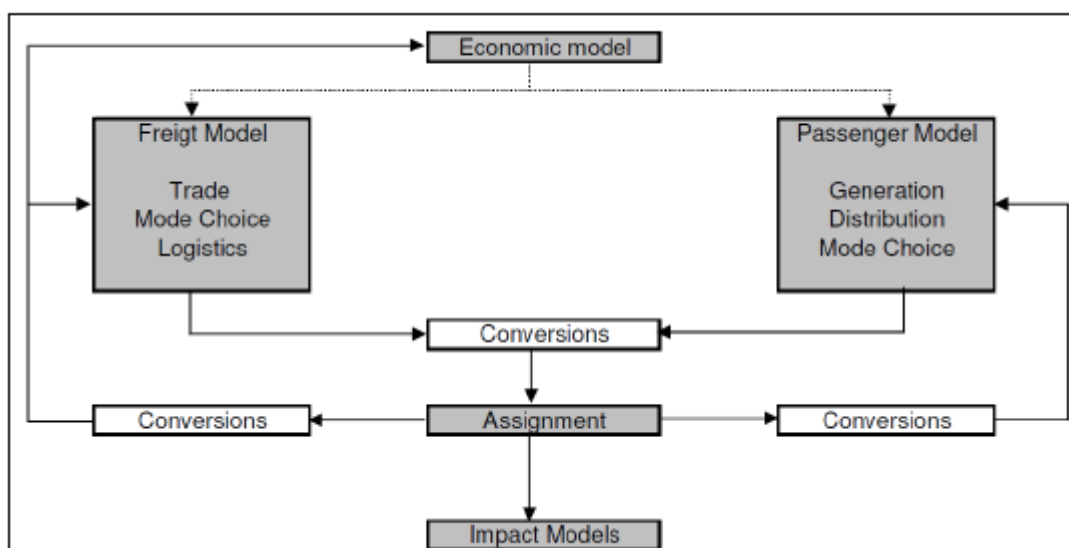 Economic model
Freigt Model
Trade
Mode Choice
Logistics
Passenger Model
Generation
Distribution
Mode Choice
Conversions
Conversions
Assignment
Conversions
Impact Models